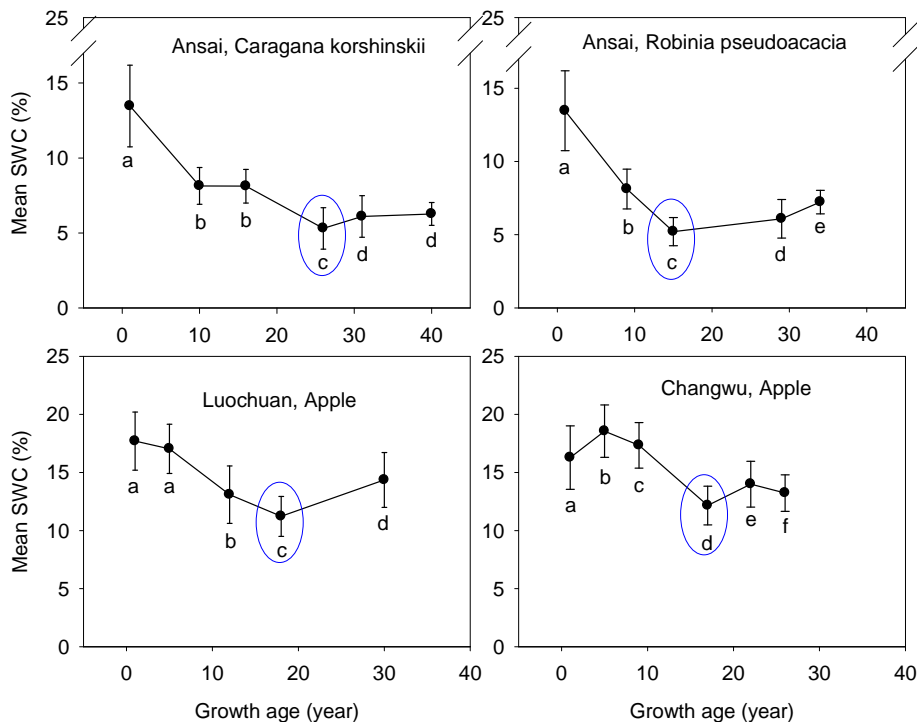 Ansai, Caragana korshinskii
Mean SWC (%)
25
15
10
5
0
a
b
b
c
d
d
0 10 20 30 40
Ansai, Robinia pseudoacacia
25
15
10
5
0
a
b
c
d
e
0 10 20 30 40
Luochuan, Apple
Mean SWC (%)
25
20
15
10
5
0
a
a
b
c
d
0 10 20 30 40
Growth age (year)
Changwu, Apple
25
20
15
10
5
0
a
b
c
d
e
f
0 10 20 30 40
Growth age (year)